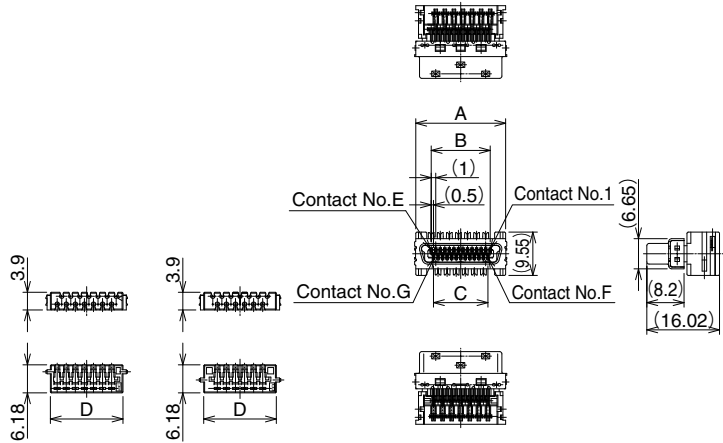 A
B
(1)
(0.5)
Contact No.E
Contact No.1
(6.65)
(9.55)
Contact No.G
C
Contact No.F
(8.2)
(16.02)
3.9
3.9
6.18
D
6.18
D